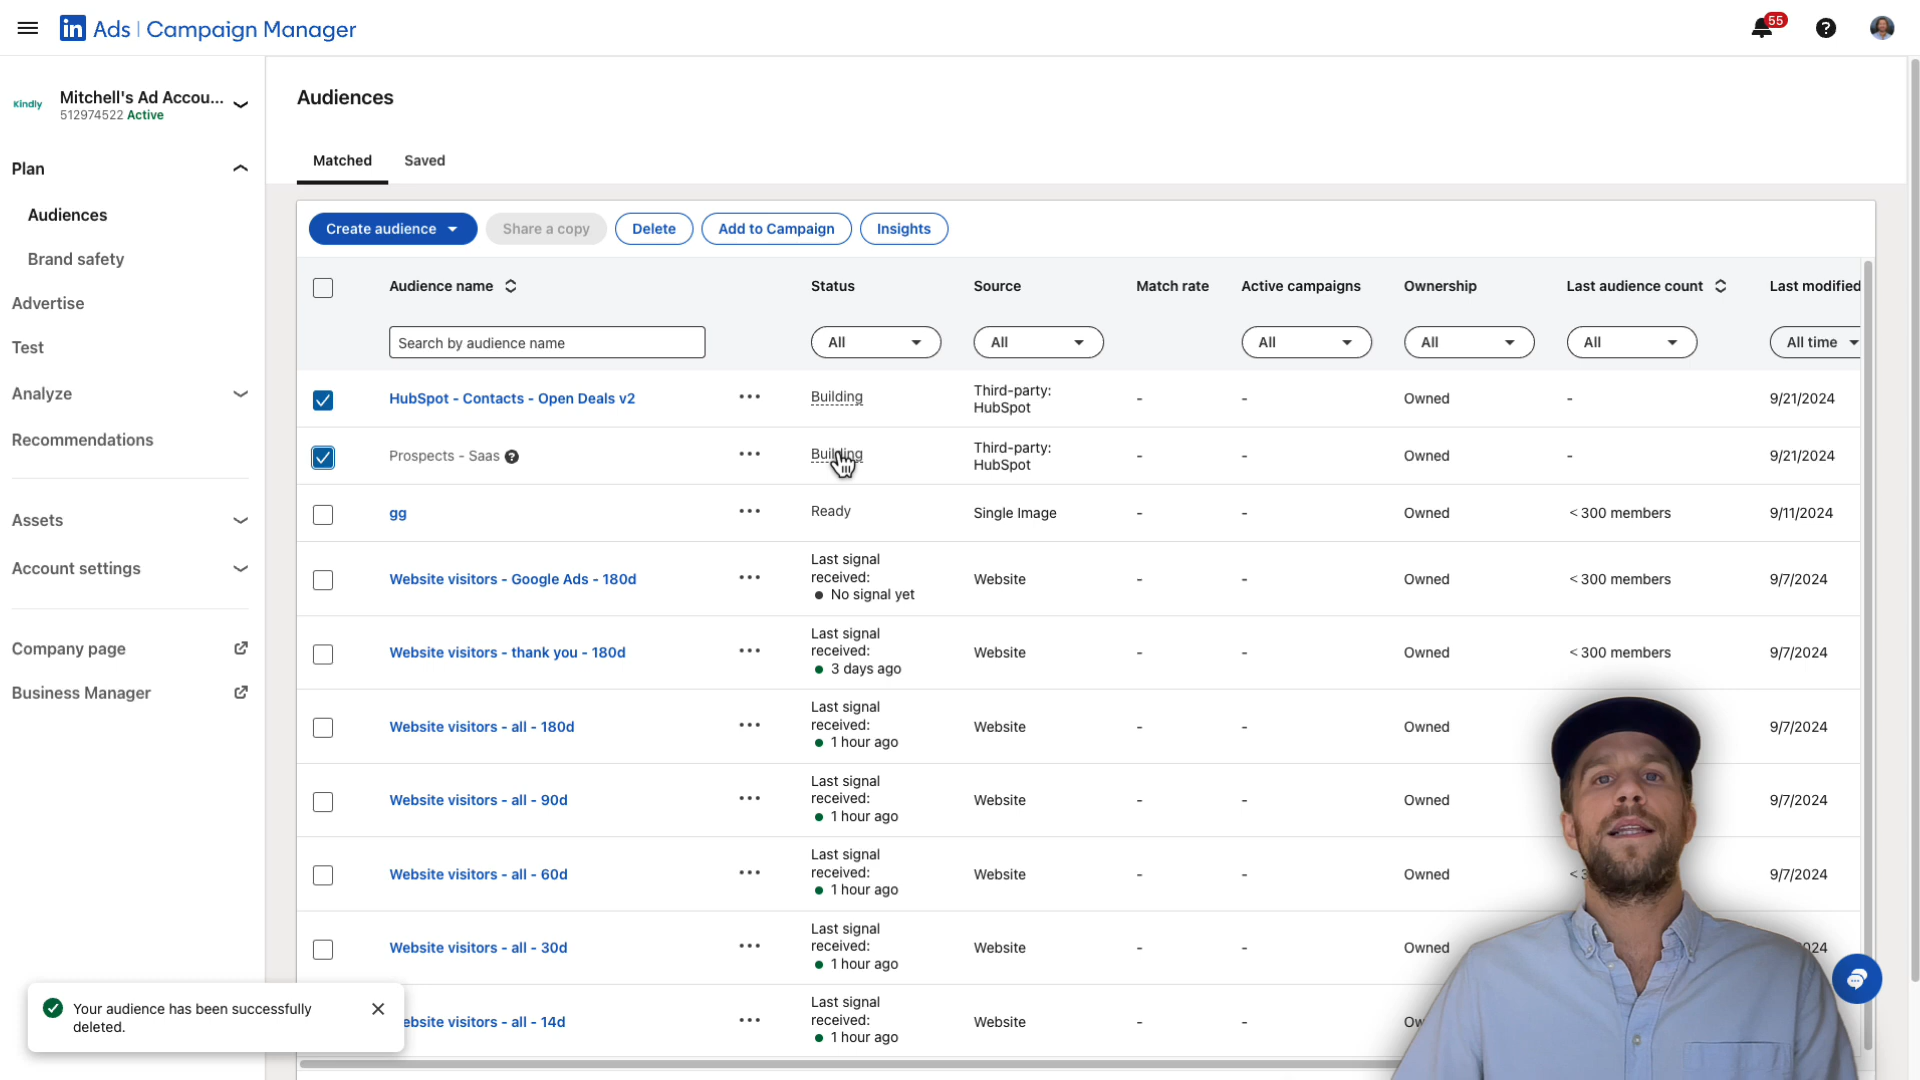 in Ads | Campaign Manager
55
Kindly
Mitchell's Ad Accou...
512974522 Active
Plan
Audiences
Brand safety
Advertise
Test
Analyze
Recommendations
Assets
Account settings
Company page
Business Manager
Audiences
Matched Saved
Create audience Share a copy Delete Add to Campaign Insights
Audience name Status Source Match rate Active campaigns Ownership Last audience count Last modified
Search by audience name All All All All All All time
HubSpot - Contacts - Open Deals v2 ••• Building Third-party: HubSpot - - Owned - 9/21/2024
Prospects - Saas ••• Building Third-party: HubSpot - - Owned - 9/21/2024
gg ••• Ready Single Image - - Owned < 300 members 9/11/2024
Website visitors - Google Ads - 180d ••• Last signal received: No signal yet Website - - Owned < 300 members 9/7/2024
Website visitors - thank you - 180d ••• Last signal received: 3 days ago Website - - Owned < 300 members 9/7/2024
Website visitors - all - 180d ••• Last signal received: 1 hour ago Website - - Owned 9/7/2024
Website visitors - all - 90d ••• Last signal received: 1 hour ago Website - - Owned 9/7/2024
Website visitors - all - 60d ••• Last signal received: 1 hour ago Website - - Owned 9/7/2024
Website visitors - all - 30d ••• Last signal received: 1 hour ago Website - - Owned
ebsite visitors - all - 14d ••• Last signal received: 1 hour ago Website - -
Your audience has been successfully
deleted.